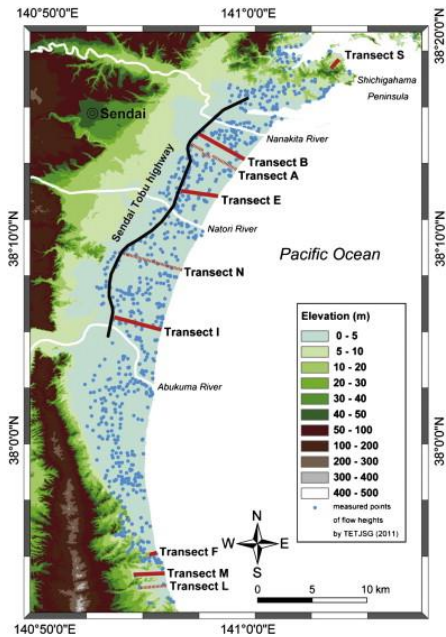 140°50'0"E 141°0'0"E
38°20'0"N
Transect S
Shichigahama
Peninsula
Sendai
Nanakita River
Transect B
Transect A
Sendai Tobu highway
Transect E
Natori River
38°10'0"N 38°10'0"N
Pacific Ocean
Transect N
Elevation (m)
0 - 5
5 - 10
10 - 20
20 - 30
30 - 40
40 - 50
50 - 100
100 - 200
200 - 300
300 - 400
400 - 500
measured points
of flow heights
by TETJSG (2011)
Transect I
Abukuma River
38°0'0"N 38°0'0"N
Transect F
Transect M
Transect L
N
W E
S
0 5 10 km
140°50'0"E 141°0'0"E